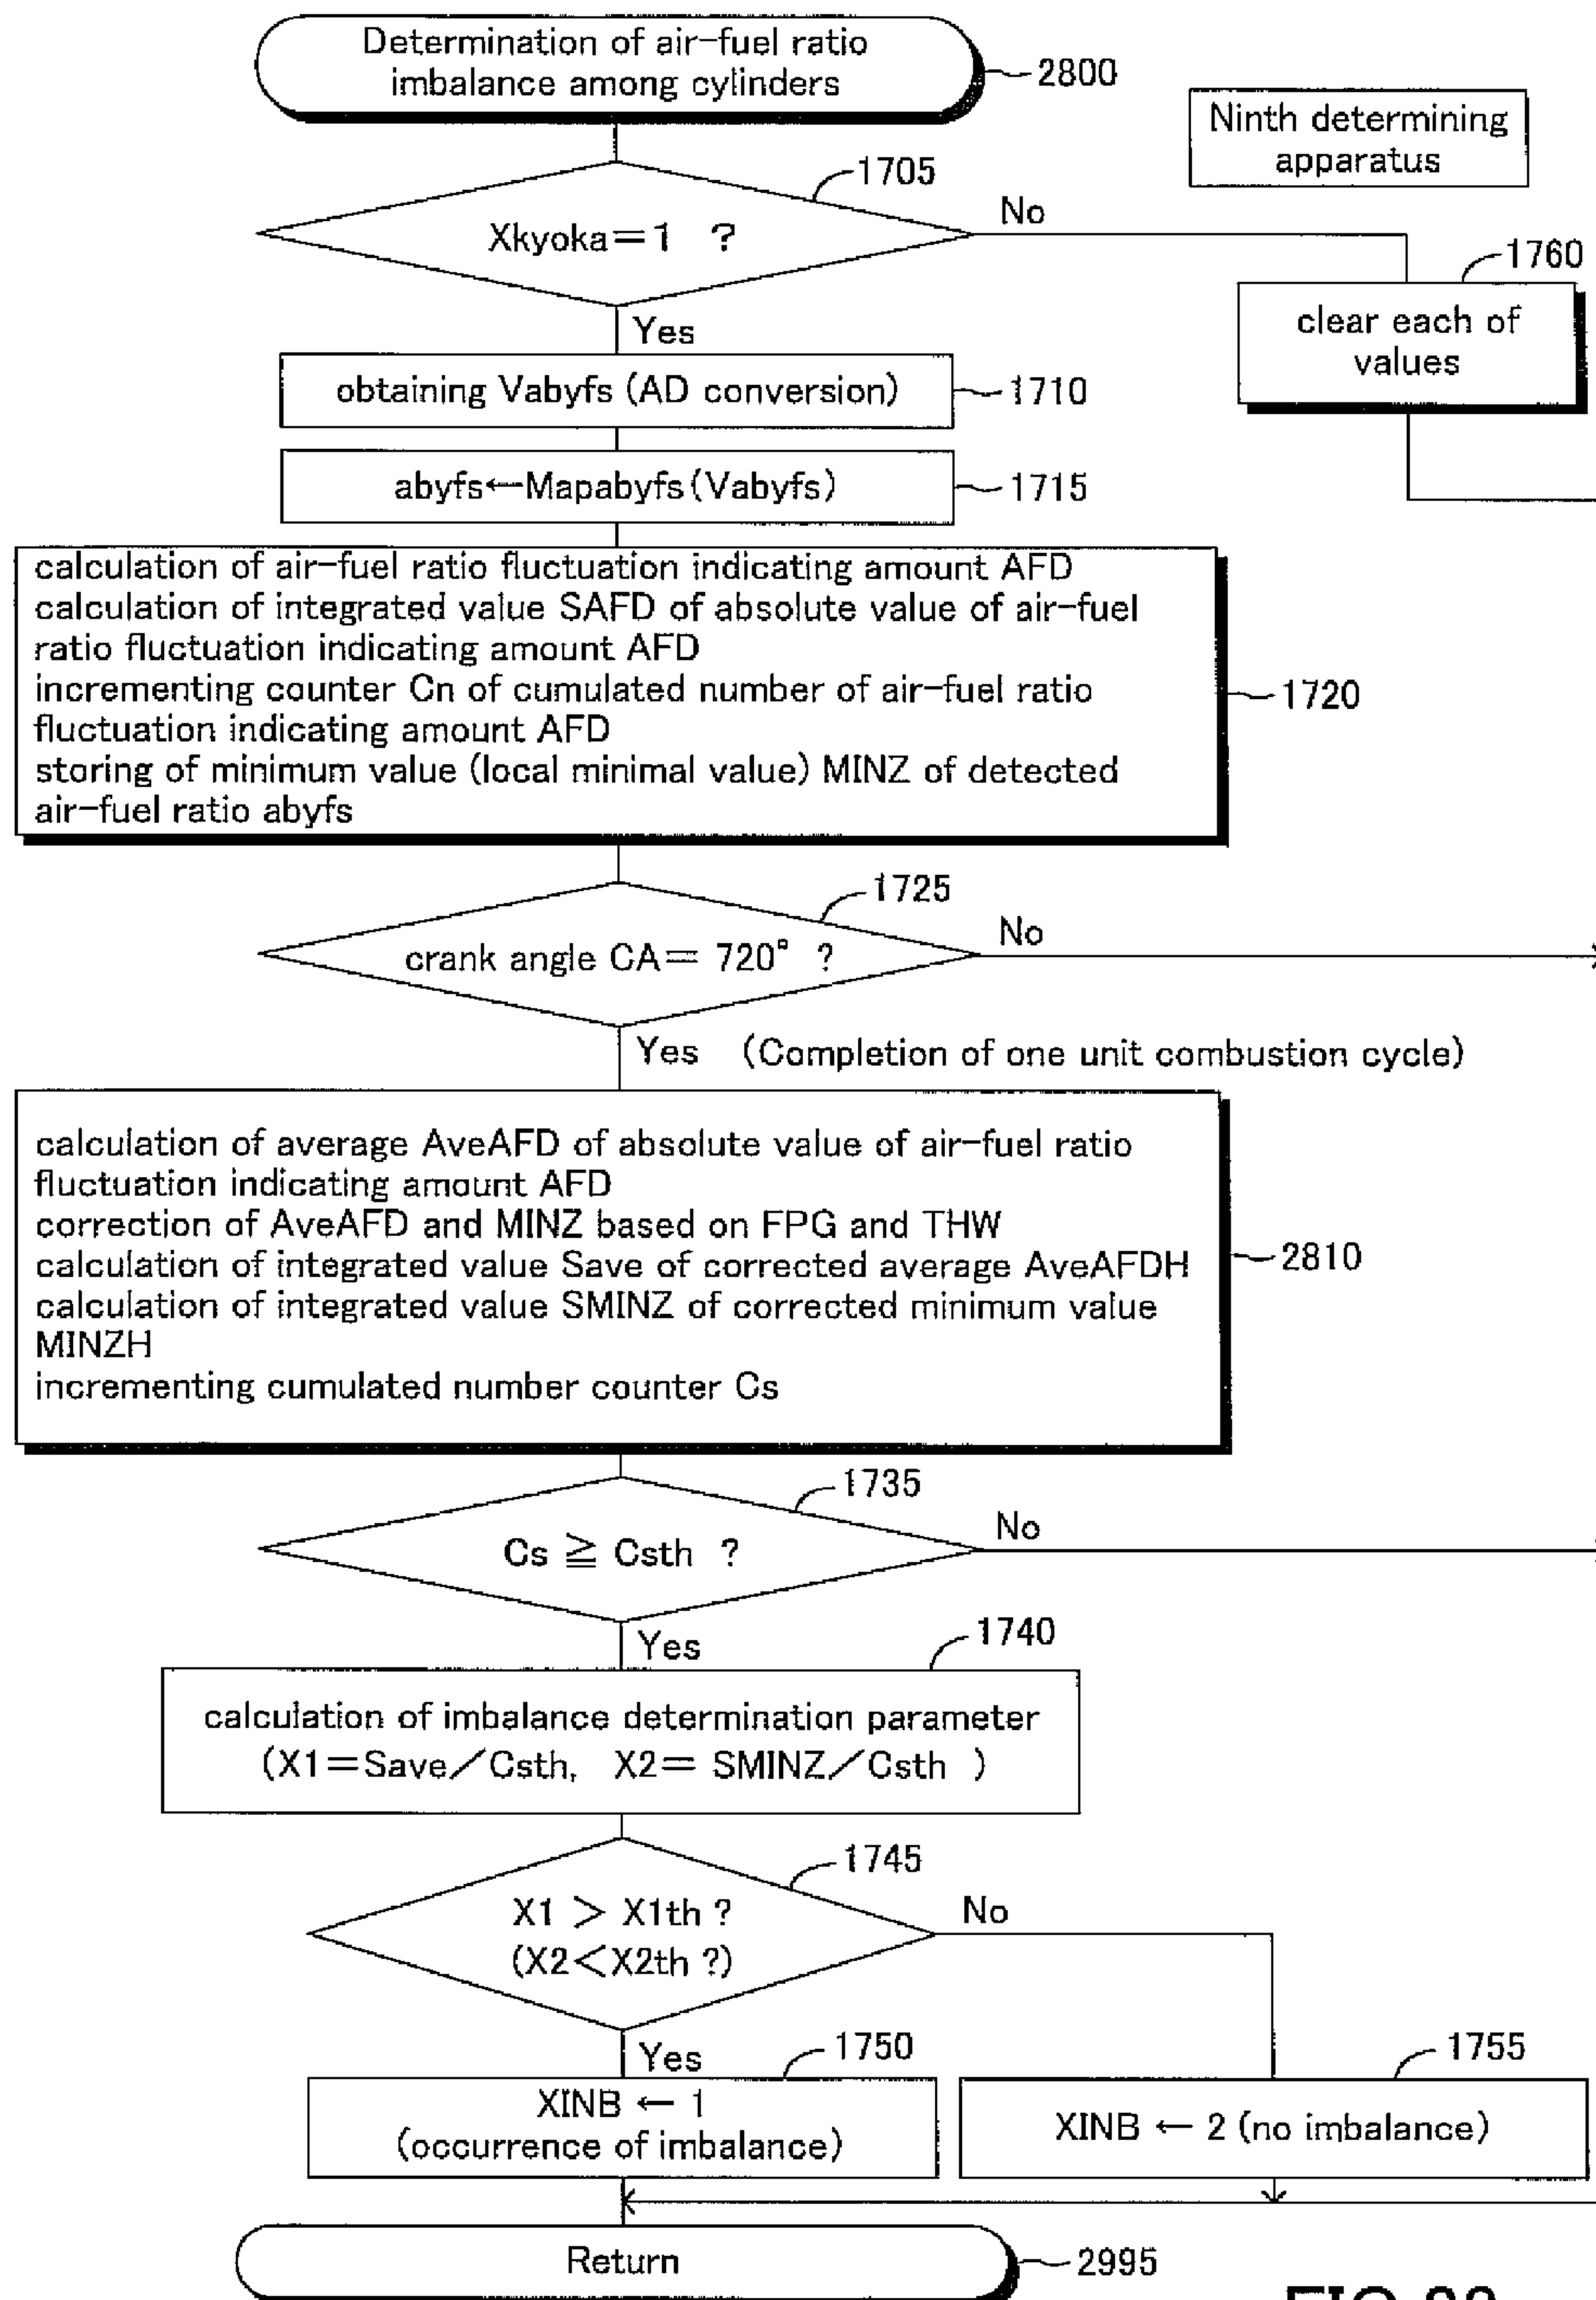 Determination of air-fuel ratio
imbalance among cylinders
2800
Ninth determining
apparatus
1705
Xkyoka=1 ?
No
Yes
1760
clear each of
values
obtaining Vabyfs (AD conversion)
1710
abyfs←Mapabyfs(Vabyfs)
1715
calculation of air-fuel ratio fluctuation indicating amount AFD
calculation of integrated value SAFD of absolute value of air-fuel
ratio fluctuation indicating amount AFD
incrementing counter Cn of cumulated number of air-fuel ratio
fluctuation indicating amount AFD
storing of minimum value (local minimal value) MINZ of detected
air-fuel ratio abyfs
1720
1725
crank angle CA= 720° ?
No
Yes (Completion of one unit combustion cycle)
calculation of average AveAFD of absolute value of air-fuel ratio
fluctuation indicating amount AFD
correction of AveAFD and MINZ based on FPG and THW
calculation of integrated value Save of corrected average AveAFDH
calculation of integrated value SMINZ of corrected minimum value
MINZH
incrementing cumulated number counter Cs
2810
1735
Cs ≧ Csth ?
No
Yes
1740
calculation of imbalance determination parameter
(X1=Save/Csth, X2= SMINZ/Csth )
1745
X1 > X1th ?
(X2<X2th ?)
No
Yes
1750
XINB ← 1
(occurrence of imbalance)
1755
XINB ← 2 (no imbalance)
Return
2995